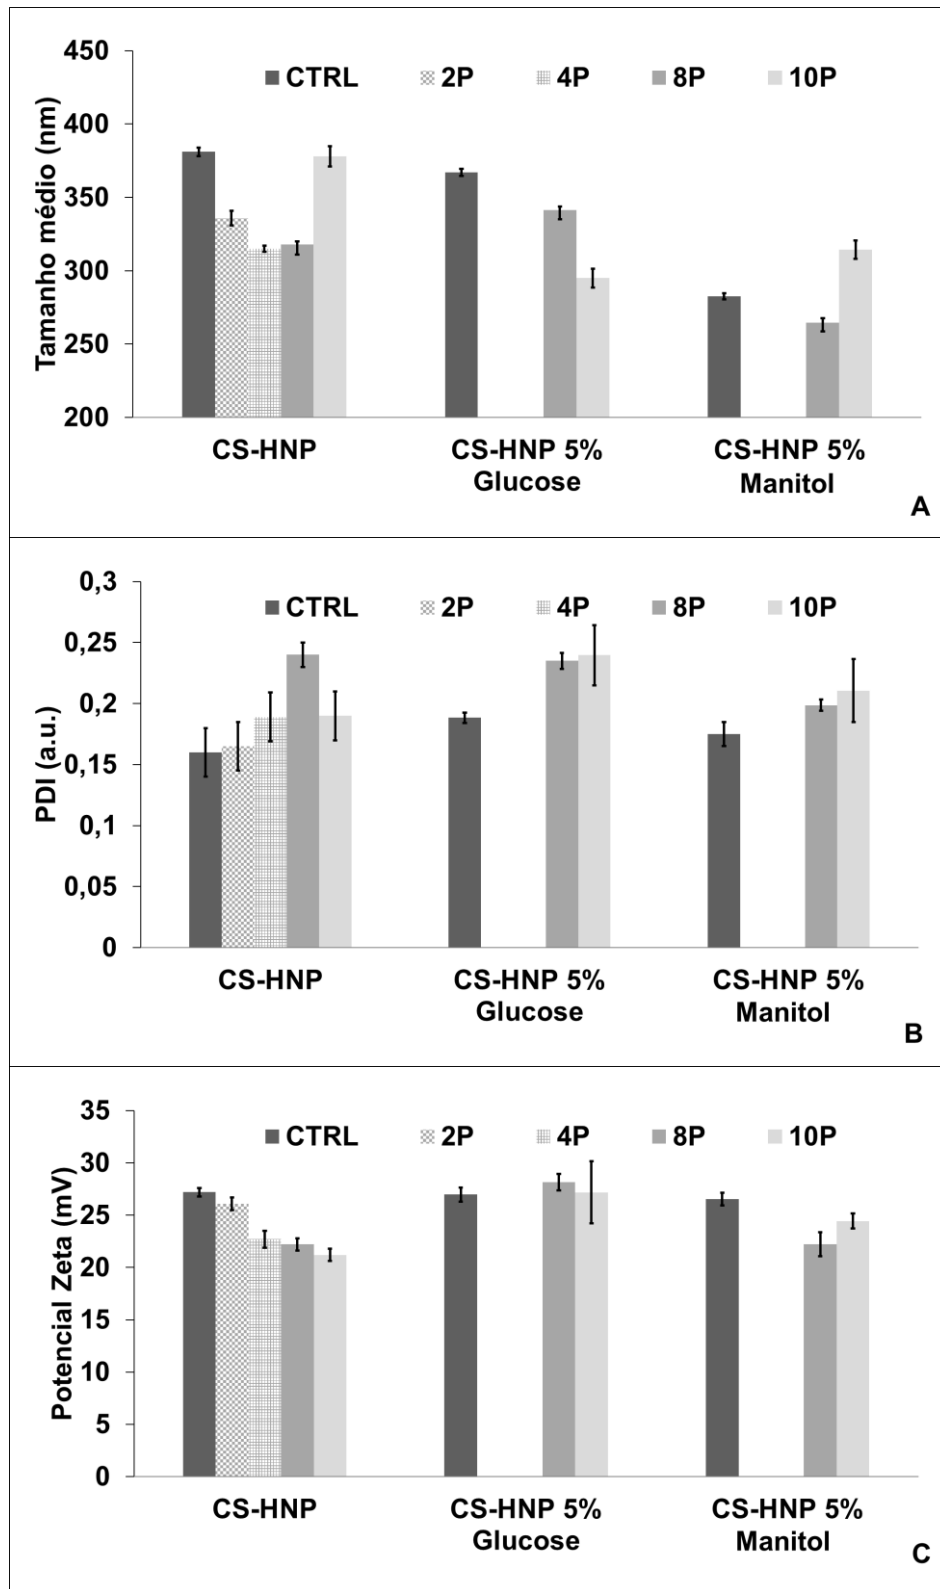 Tamanho médio (nm)
450
400
350
300
250
200
CTRL 2P 4P 8P 10P
CS-HNP CS-HNP 5% CS-HNP 5%
Glucose Manitol
A
PDI (a.u.)
0,3
0,25
0,2
0,15
0,1
0,05
0
CTRL 2P 4P 8P 10P
CS-HNP CS-HNP 5% CS-HNP 5%
Glucose Manitol
B
Potencial Zeta (mV)
35
30
25
20
15
10
5
0
CTRL 2P 4P 8P 10P
CS-HNP CS-HNP 5% CS-HNP 5%
Glucose Manitol
C